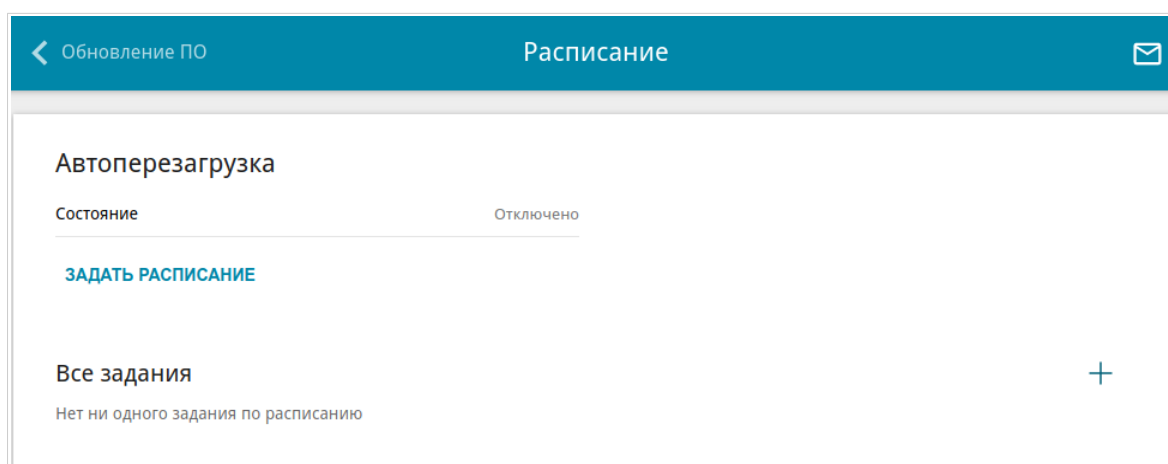 Обновление ПО
Расписание
Автоперезагрузка
Состояние
Отключено
ЗАДАТЬ РАСПИСАНИЕ
Все задания
Нет ни одного задания по расписанию